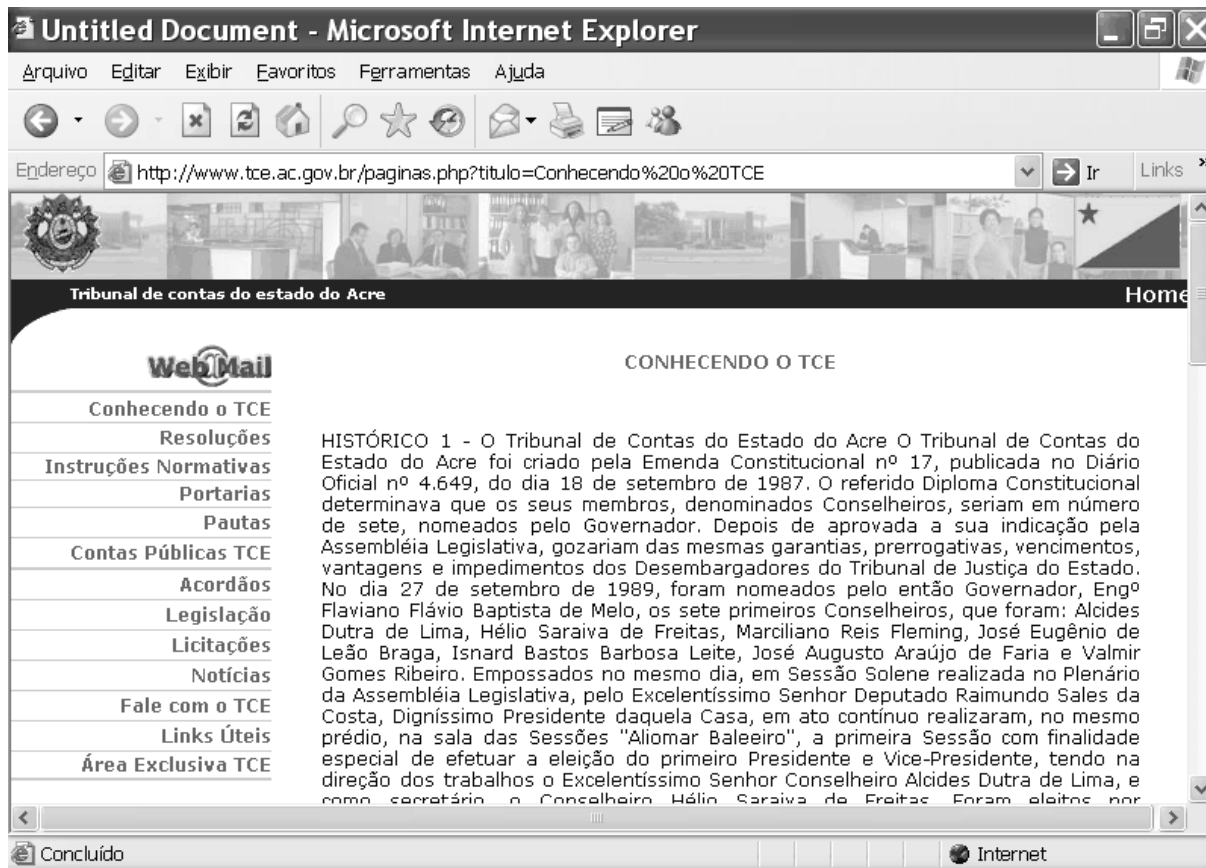 Untitled Document - Microsoft Internet Explorer
Arquivo Editar Exibir Favoritos Ferramentas Ajuda
Endereço http://www.tce.ac.gov.br/paginas.php?titulo=Conhecendo%20o%20TCE Ir Links »
Tribunal de contas do estado do Acre Home
WebMail
Conhecendo o TCE
Resoluções
Instruções Normativas
Portarias
Pautas
Contas Públicas TCE
Acordãos
Legislação
Licitações
Notícias
Fale com o TCE
Links Úteis
Área Exclusiva TCE
CONHECENDO O TCE
HISTÓRICO 1 - O Tribunal de Contas do Estado do Acre O Tribunal de Contas do
Estado do Acre foi criado pela Emenda Constitucional nº 17, publicada no Diário
Oficial nº 4.649, do dia 18 de setembro de 1987. O referido Diploma Constitucional
determinava que os seus membros, denominados Conselheiros, seriam em número
de sete, nomeados pelo Governador. Depois de aprovada a sua indicação pela
Assembléia Legislativa, gozariam das mesmas garantias, prerrogativas, vencimentos,
vantagens e impedimentos dos Desembargadores do Tribunal de Justiça do Estado.
No dia 27 de setembro de 1989, foram nomeados pelo então Governador, Engº
Flaviano Flávio Baptista de Melo, os sete primeiros Conselheiros, que foram: Alcides
Dutra de Lima, Hélio Saraiva de Freitas, Marciliano Reis Fleming, José Eugênio de
Leão Braga, Isnard Bastos Barbosa Leite, José Augusto Araújo de Faria e Valmir
Gomes Ribeiro. Empossados no mesmo dia, em Sessão Solene realizada no Plenário
da Assembléia Legislativa, pelo Excelentíssimo Senhor Deputado Raimundo Sales da
Costa, Digníssimo Presidente daquela Casa, em ato contínuo realizaram, no mesmo
prédio, na sala das Sessões "Aliomar Baleeiro", a primeira Sessão com finalidade
especial de efetuar a eleição do primeiro Presidente e Vice-Presidente, tendo na
direção dos trabalhos o Excelentíssimo Senhor Conselheiro Alcides Dutra de Lima, e
como secretário, o Conselheiro Hélio Saraiva de Freitas. Foram eleitos por
Concluído Internet